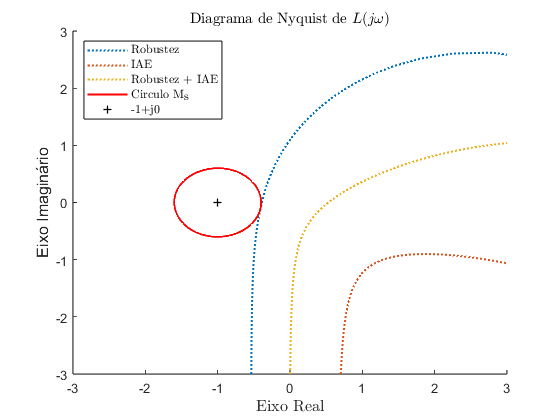 Diagrama de Nyquist de L(jω)
Robustez
IAE
Robustez + IAE
Circulo M_S
-1+j0
Eixo Imaginário
3
2
1
0
-1
-2
-3
-3 -2 -1 0 1 2 3
Eixo Real